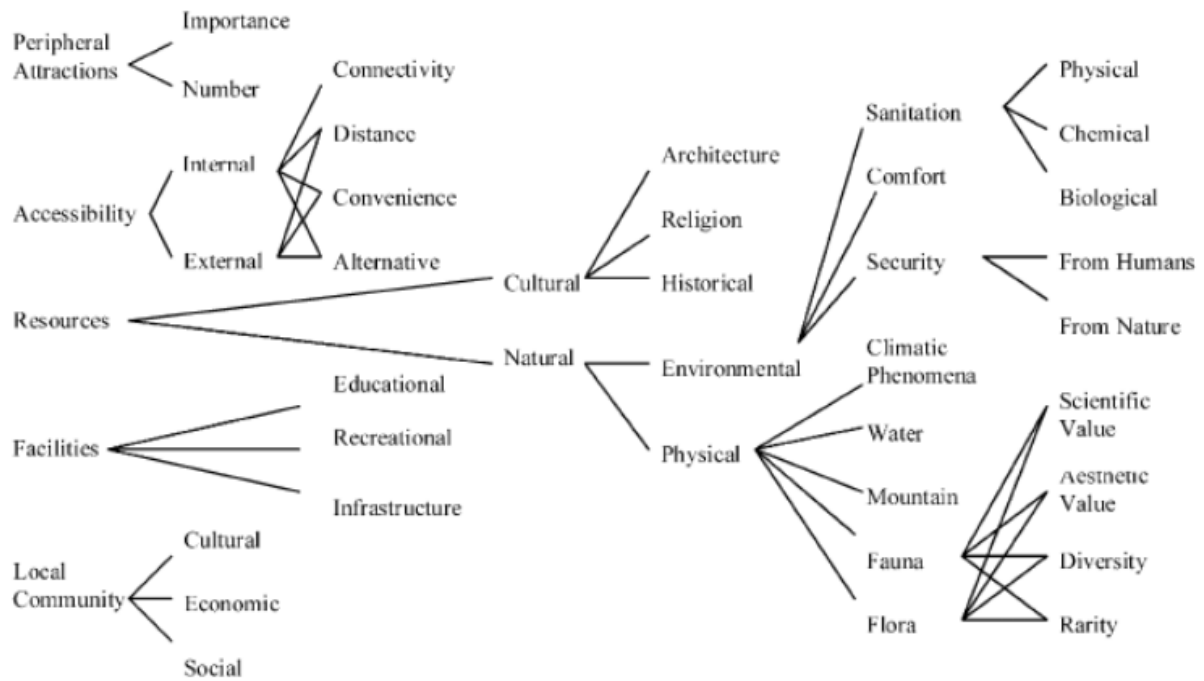 Peripheral
Attractions
Importance
Number
Accessibility
Internal
External
Connectivity
Distance
Convenience
Alternative
Resources
Cultural
Natural
Architecture
Religion
Historical
Environmental
Physical
Sanitation
Comfort
Security
Physical
Chemical
Biological
From Humans
From Nature
Climatic
Phenomena
Water
Mountain
Fauna
Flora
Scientific
Value
Aesthetic
Value
Diversity
Rarity
Facilities
Educational
Recreational
Infrastructure
Local
Community
Cultural
Economic
Social